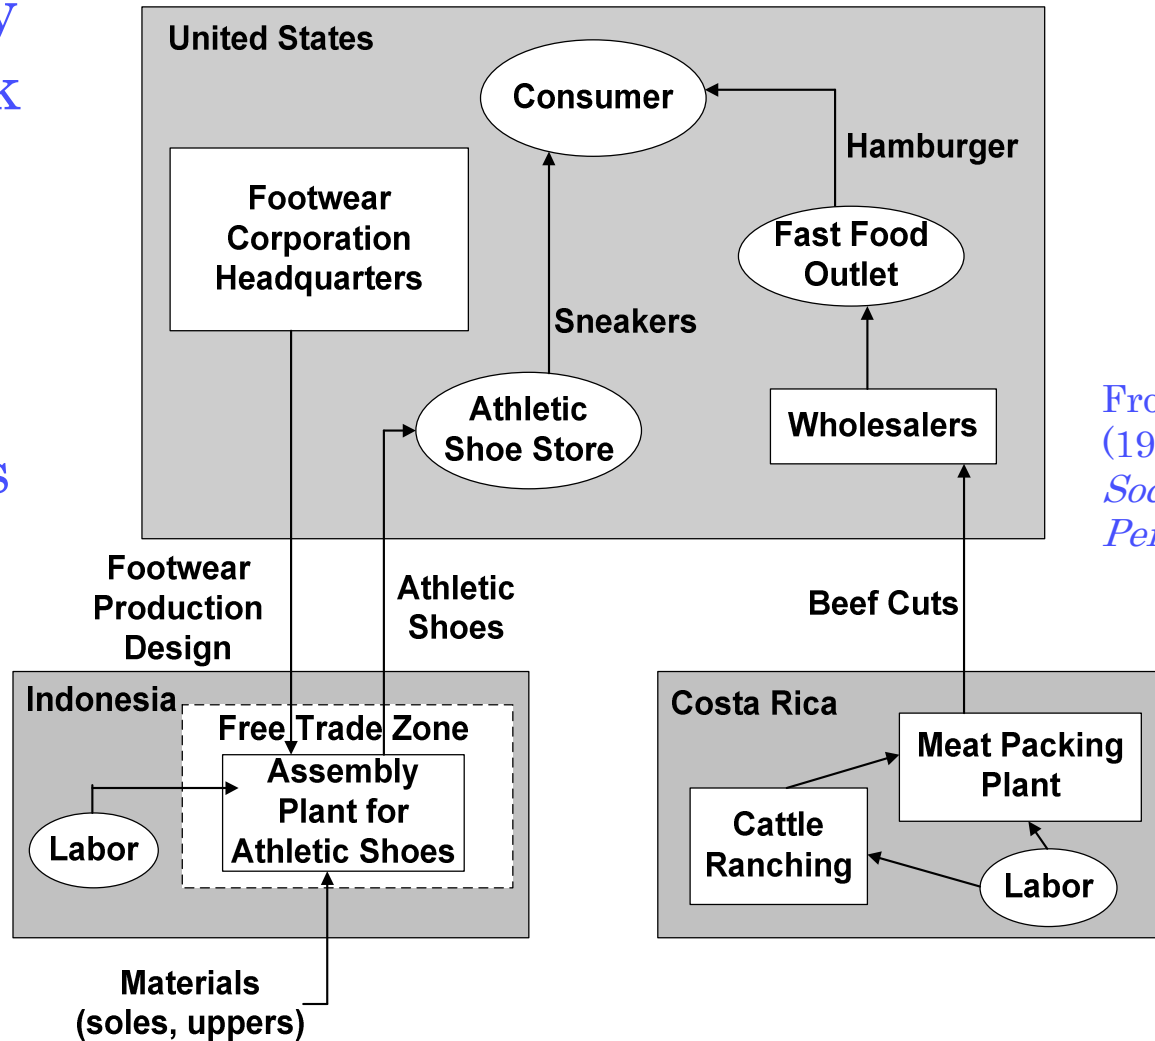 United States
Consumer
Hamburger
Footwear
Corporation
Headquarters
Fast Food
Outlet
Sneakers
Athletic
Shoe Store
Wholesalers
Footwear
Production
Design
Athletic
Shoes
Beef Cuts
Indonesia
Free Trade Zone
Assembly
Plant for
Athletic Shoes
Labor
Materials
(soles, uppers)
Costa Rica
Meat Packing
Plant
Cattle
Ranching
Labor